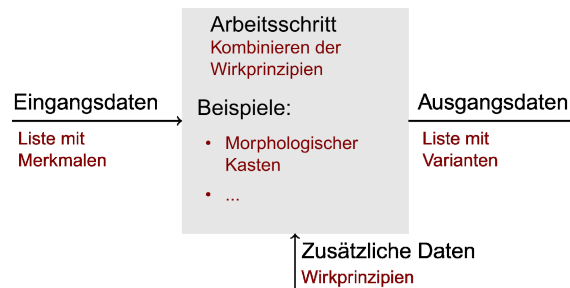 Arbeitsschritt
Kombinieren der
Wirkprinzipien
Eingangsdaten
Liste mit
Merkmalen
Beispiele:
• Morphologischer
Kasten
• ...
Ausgangsdaten
Liste mit
Varianten
Zusätzliche Daten
Wirkprinzipien